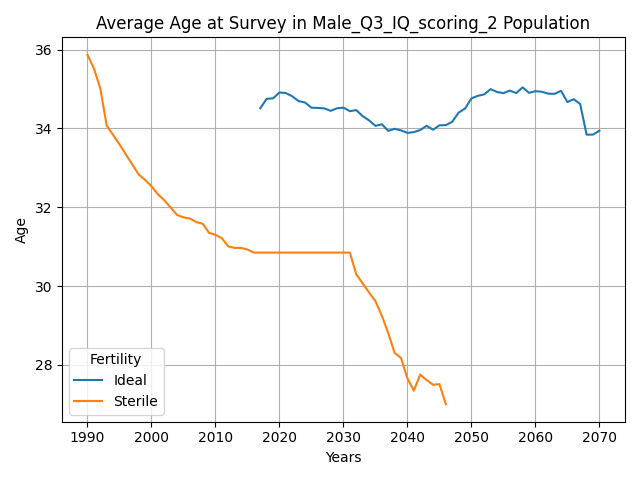 Average Age at Survey in Male_Q3_IQ_scoring_2 Population
36
34
32
30
28
Age
Fertility
Ideal
Sterile
1990 2000 2010 2020 2030 2040 2050 2060 2070
Years